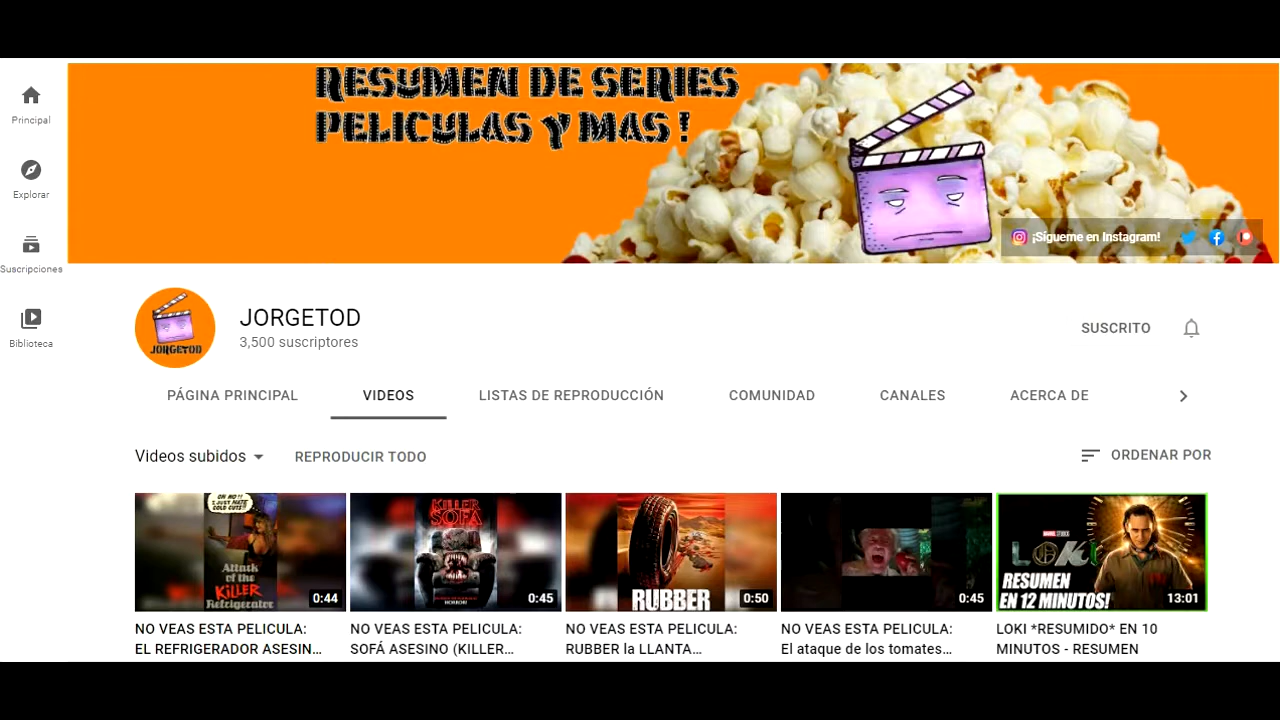 RESUMEN DE SERIES
PELICULAS Y MAS !
Principal
Explorar
Suscripciones
Biblioteca
¡Sígueme en Instagram!
JORGETOD
JORGETOD
3,500 suscriptores
SUSCRITO
PÁGINA PRINCIPAL
VIDEOS
LISTAS DE REPRODUCCIÓN
COMUNIDAD
CANALES
ACERCA DE
Videos subidos
REPRODUCIR TODO
ORDENAR POR
OH NO!!
I JUST HATE
COLD CUTS!!
Attack
of the
KILLER
Refrigerator
0:44
NO VEAS ESTA PELICULA:
EL REFRIGERADOR ASESIN...
KILLER
SOFA
HORROR
0:45
NO VEAS ESTA PELICULA:
SOFÁ ASESINO (KILLER...
RUBBER
0:50
NO VEAS ESTA PELICULA:
RUBBER la LLANTA...
0:45
NO VEAS ESTA PELICULA:
El ataque de los tomates...
MARVEL STUDIOS
LOKI
RESUMEN
EN 12 MINUTOS!
13:01
LOKI *RESUMIDO* EN 10
MINUTOS - RESUMEN